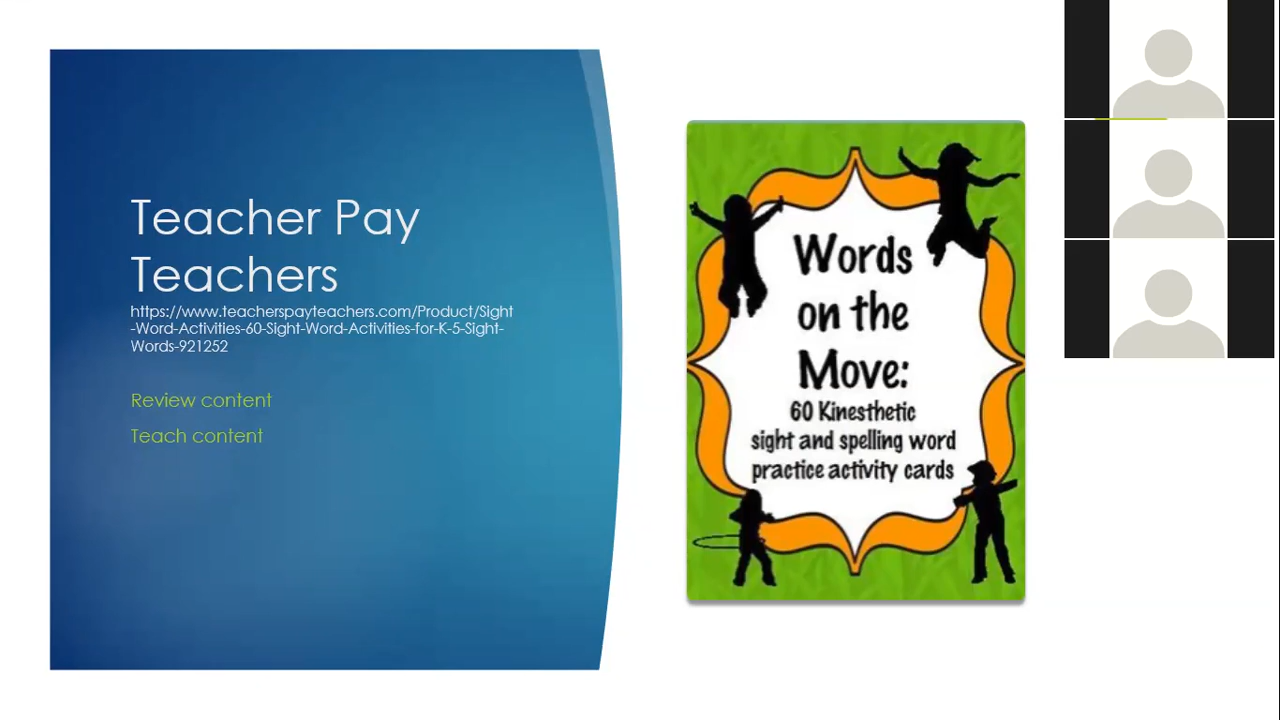 Teacher Pay
Teachers
https://www.teacherspayteachers.com/Product/Sight
-Word-Activities-60-Sight-Word-Activities-for-K-5-Sight-
Words-921252
Review content
Teach content
Words
on the
Move:
60 Kinesthetic
sight and spelling word
practice activity cards